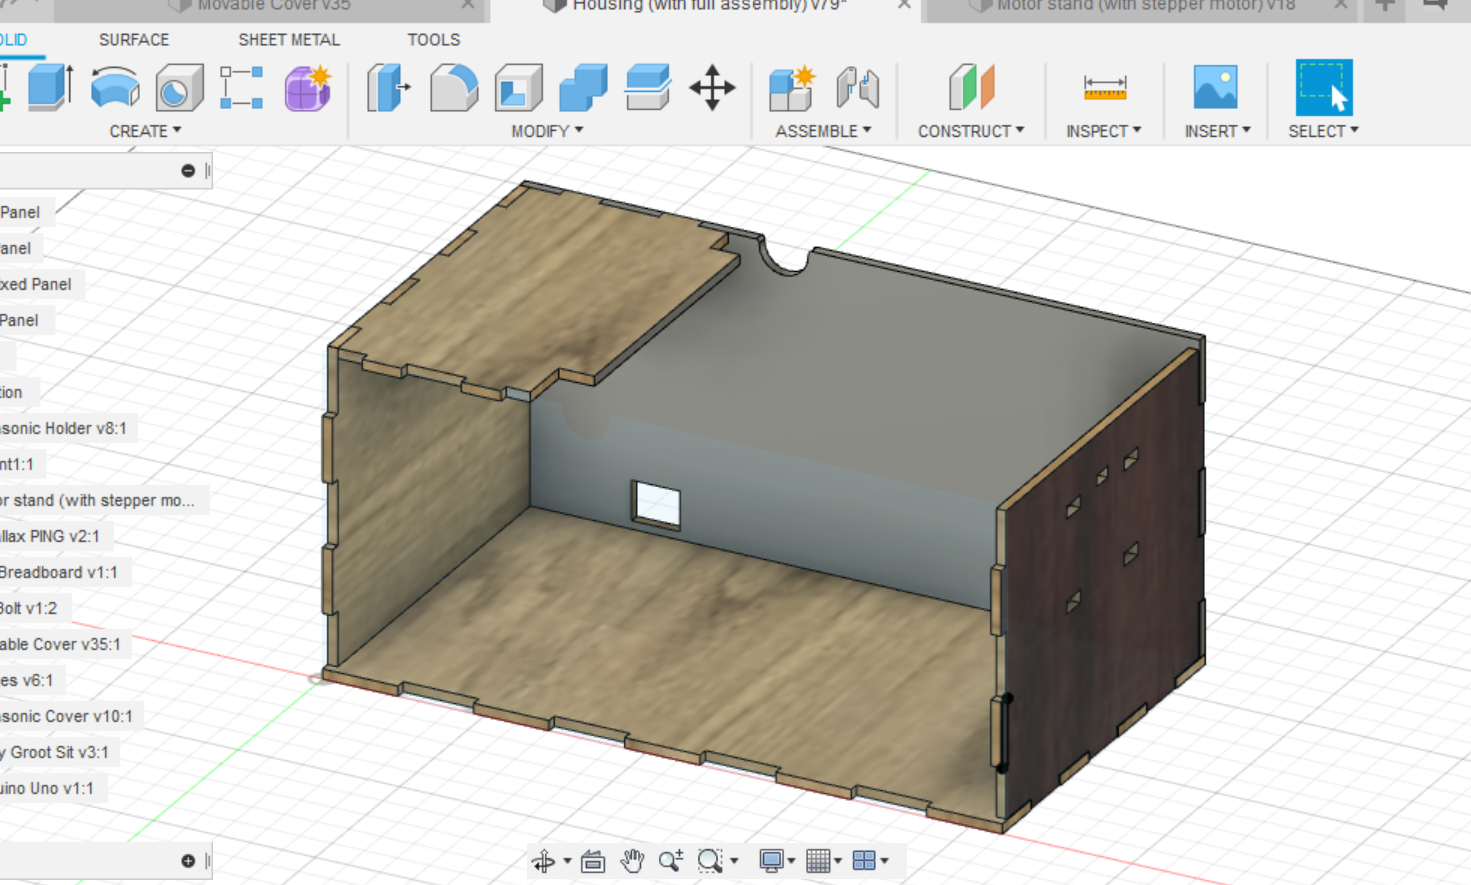 Movable Cover v35
Housing (with full assembly) v79*
Motor stand (with stepper motor) v18
SURFACE
SHEET METAL
TOOLS
CREATE
MODIFY
ASSEMBLE
CONSTRUCT
INSPECT
INSERT
SELECT
Panel
anel
xed Panel
Panel
tion
sonic Holder v8:1
nt1:1
or stand (with stepper mo...
llax PING v2:1
Breadboard v1:1
Bolt v1:2
able Cover v35:1
es v6:1
sonic Cover v10:1
y Groot Sit v3:1
uino Uno v1:1